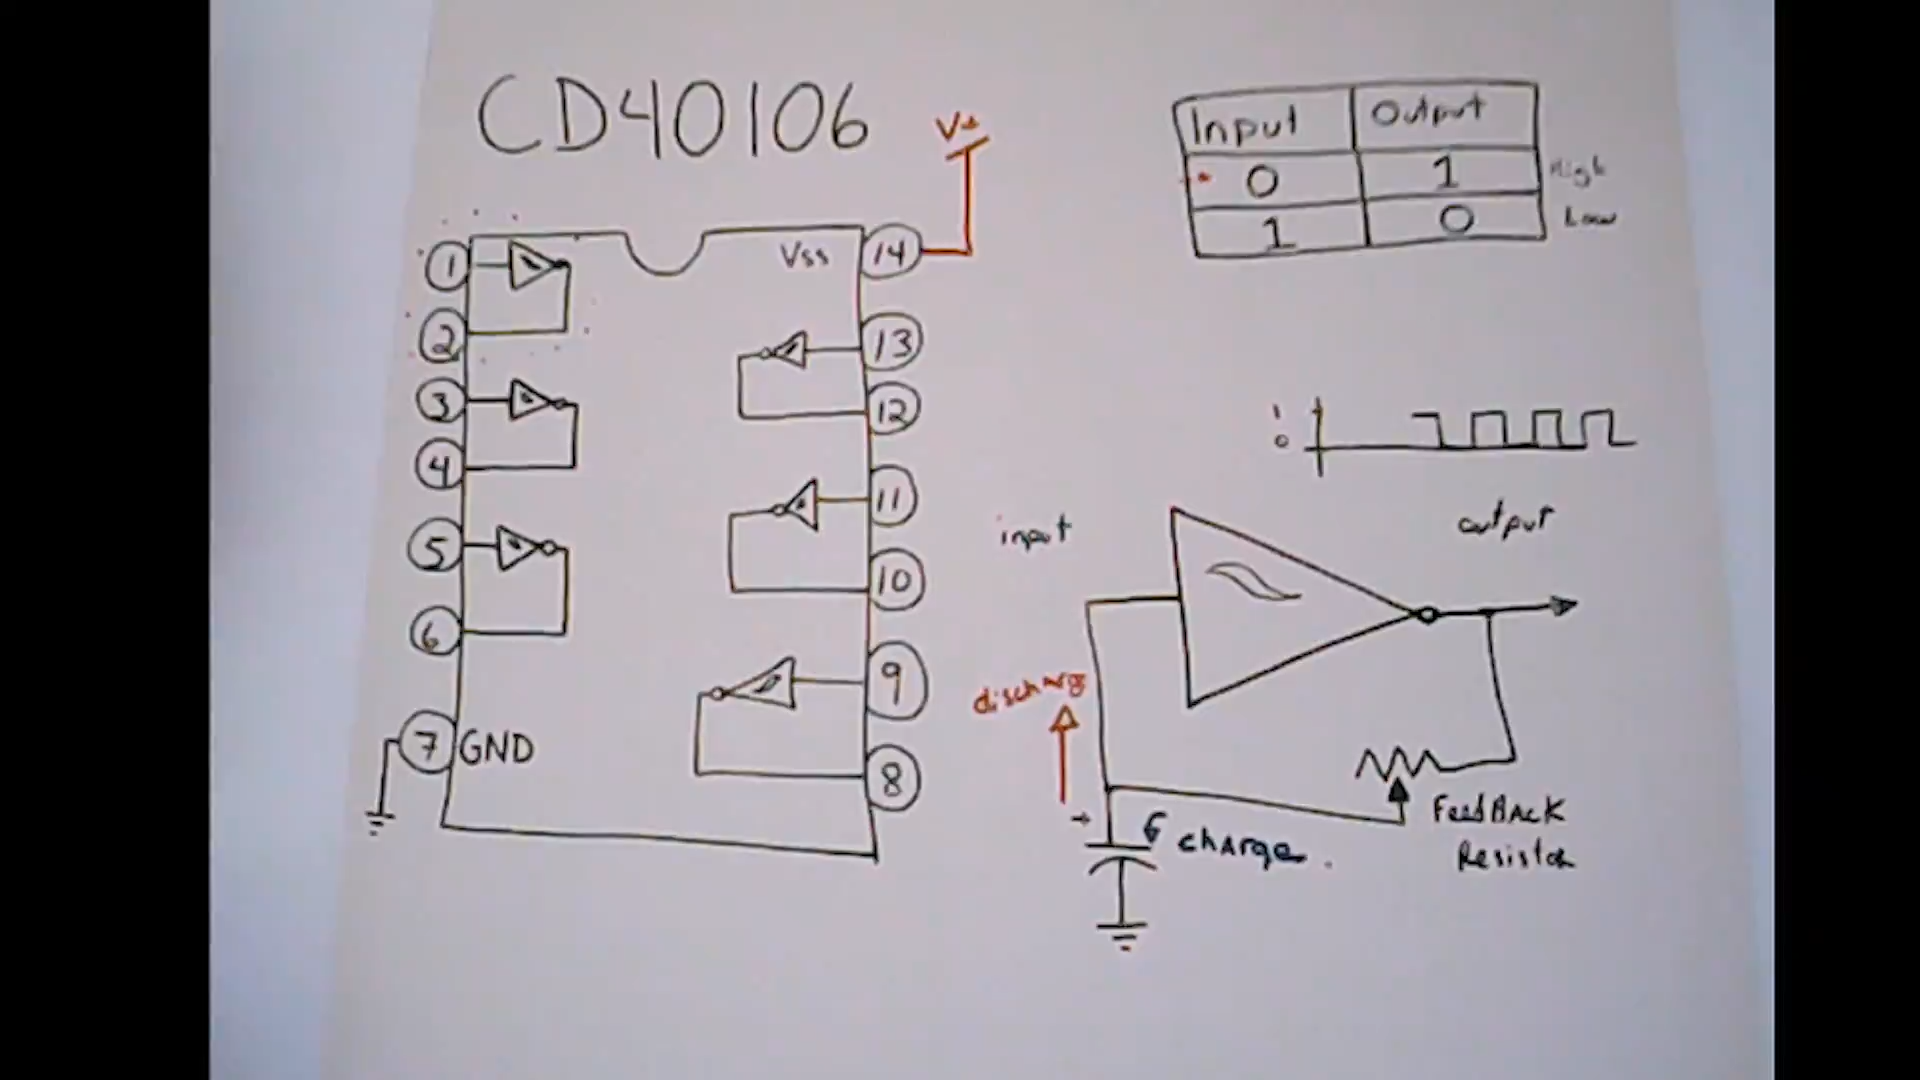 CD40106
V+
Input Output
0 1 High
1 0 Low
Vss
1
2
3
4
5
6
7
GND
14
13
12
11
10
9
8
1
0
input
output
discharg
charge
FeedBACK
Resistor